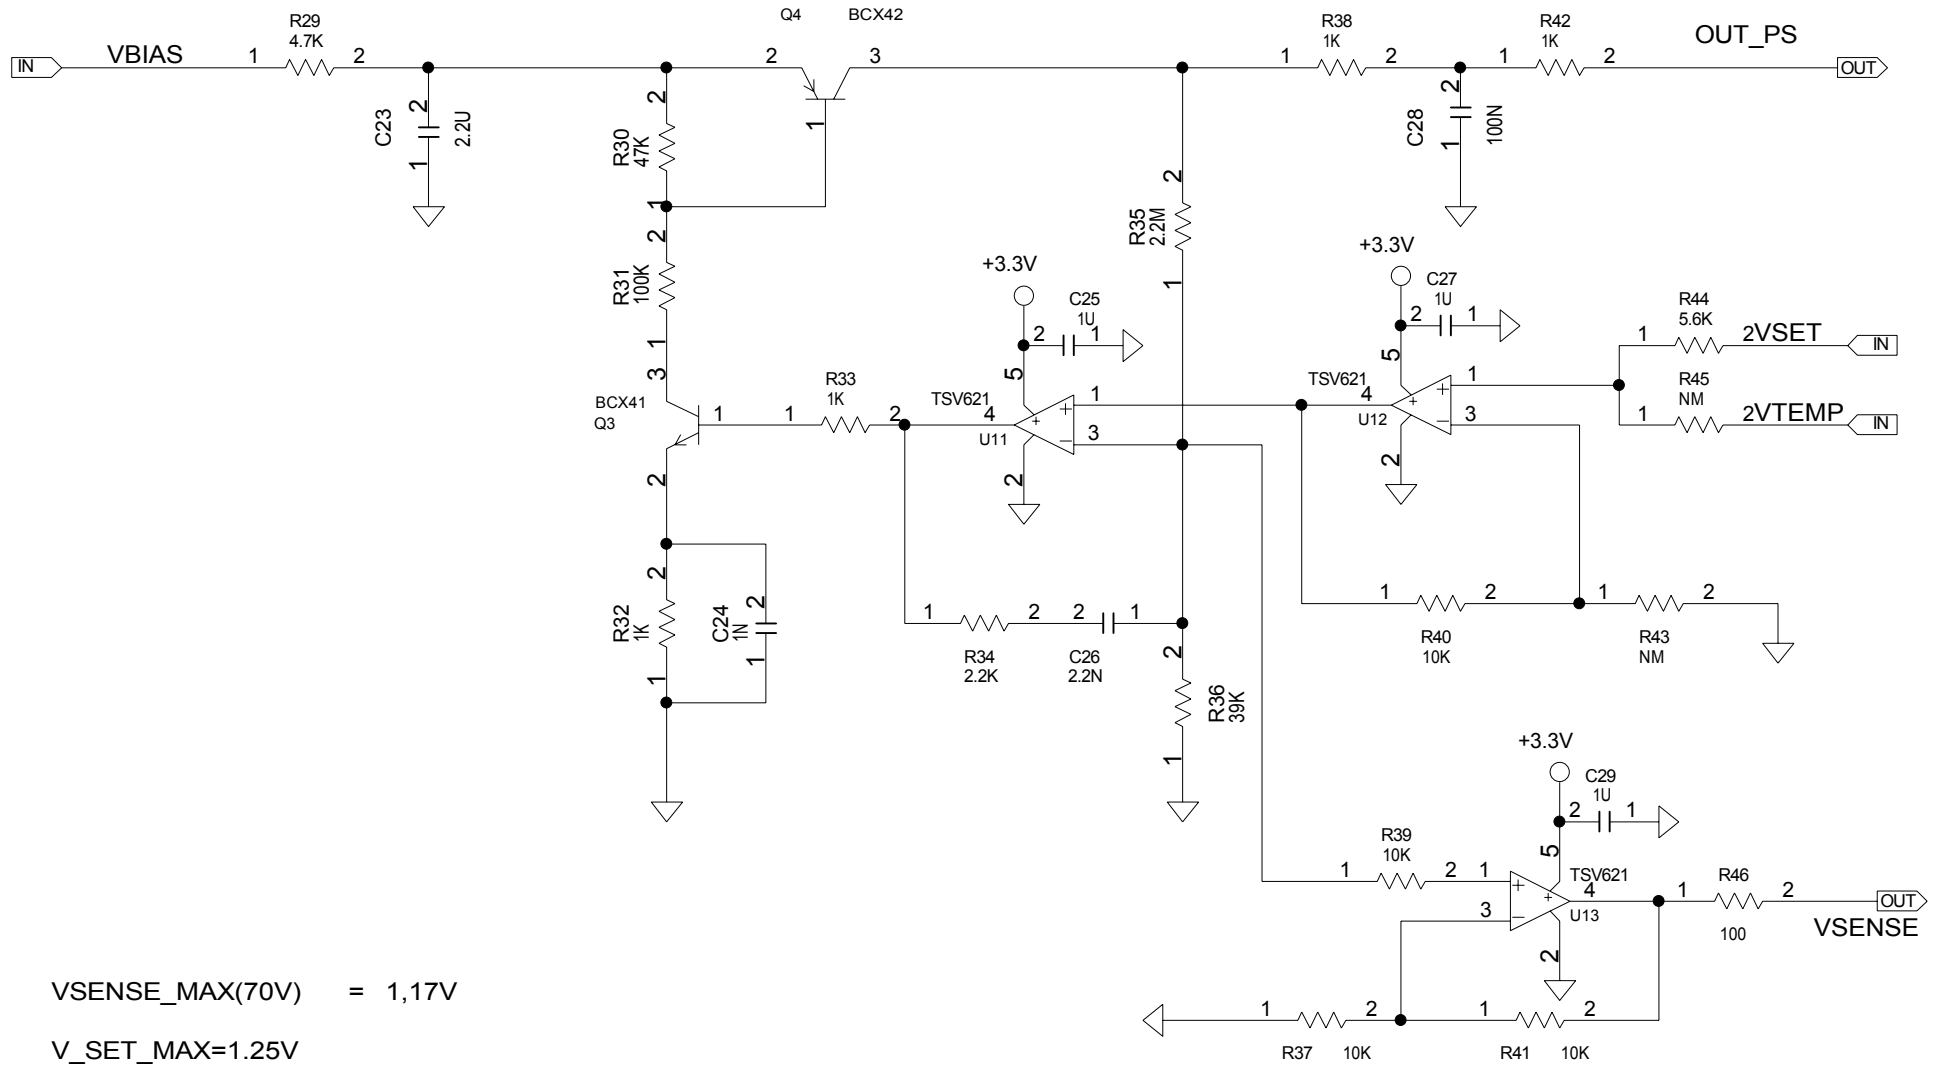 R29
4.7K
Q4
BCX42
R38
1K
R42
1K
OUT_PS
IN
VBIAS
1
2
2
3
1
2
1
2
OUT
C23
2
1
2.2U
2
R30
47K
1
1
2
C28
1
100N
2
R31
100K
1
2
R35
2.2M
1
+3.3V
C25
1U
2
1
5
+3.3V
C27
1U
2
1
5
R44
5.6K
1
2
VSET
IN
R45
NM
1
2
VTEMP
IN
3
BCX41
Q3
1
2
R33
1K
1
2
TSV621
4
U11
+
+
−
1
3
2
TSV621
4
U12
+
+
−
1
3
2
2
R32
1K
1
C24
1N
2
1
1
2
R34
2.2K
2
1
C26
2.2N
2
R36
39K
1
1
2
R40
10K
1
2
R43
NM
+3.3V
C29
1U
2
1
5
R39
10K
1
2
1
3
+
+
−
TSV621
4
U13
2
R46
1
2
100
OUT
VSENSE
1
2
R37
10K
1
2
R41
10K
VSENSE_MAX(70V) = 1,17V
V_SET_MAX=1.25V